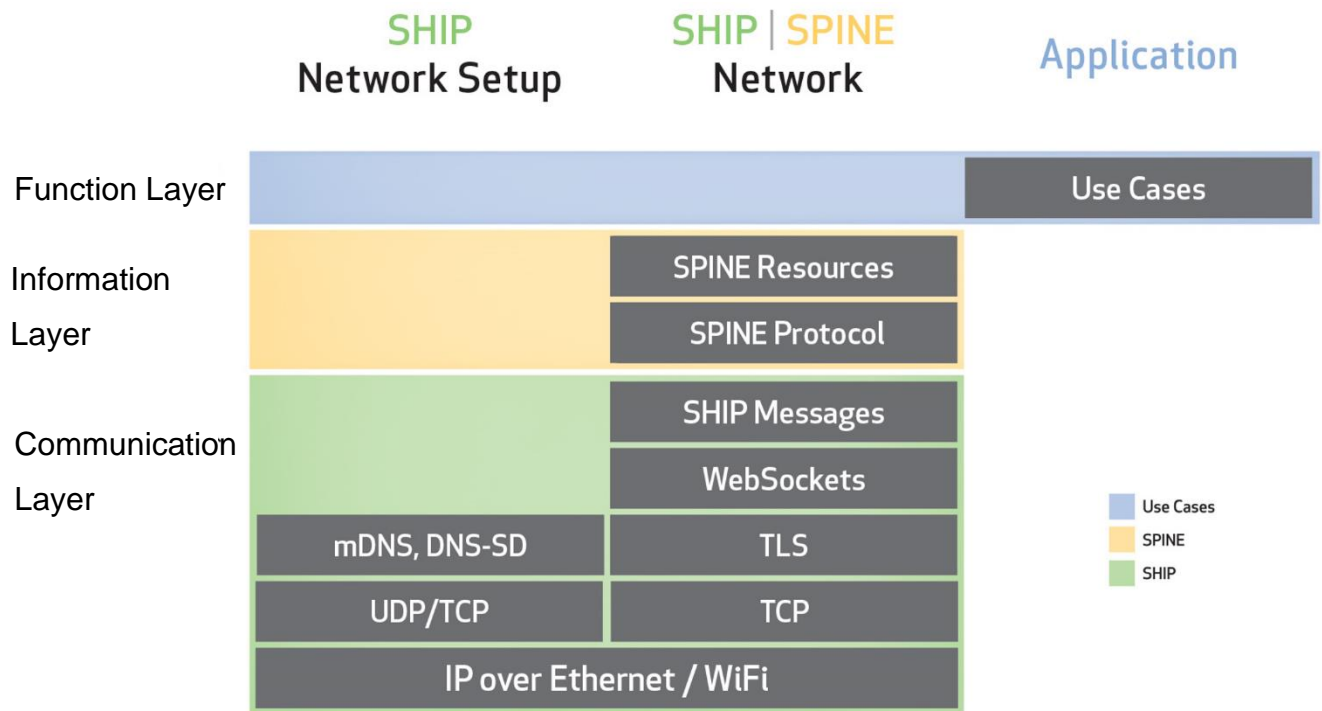 SHIP
Network Setup
SHIP | SPINE
Network
Application
Function Layer
Use Cases
Information
Layer
SPINE Resources
SPINE Protocol
Communication
Layer
SHIP Messages
WebSockets
mDNS, DNS-SD
TLS
UDP/TCP
TCP
IP over Ethernet / WiFi
Use Cases
SPINE
SHIP